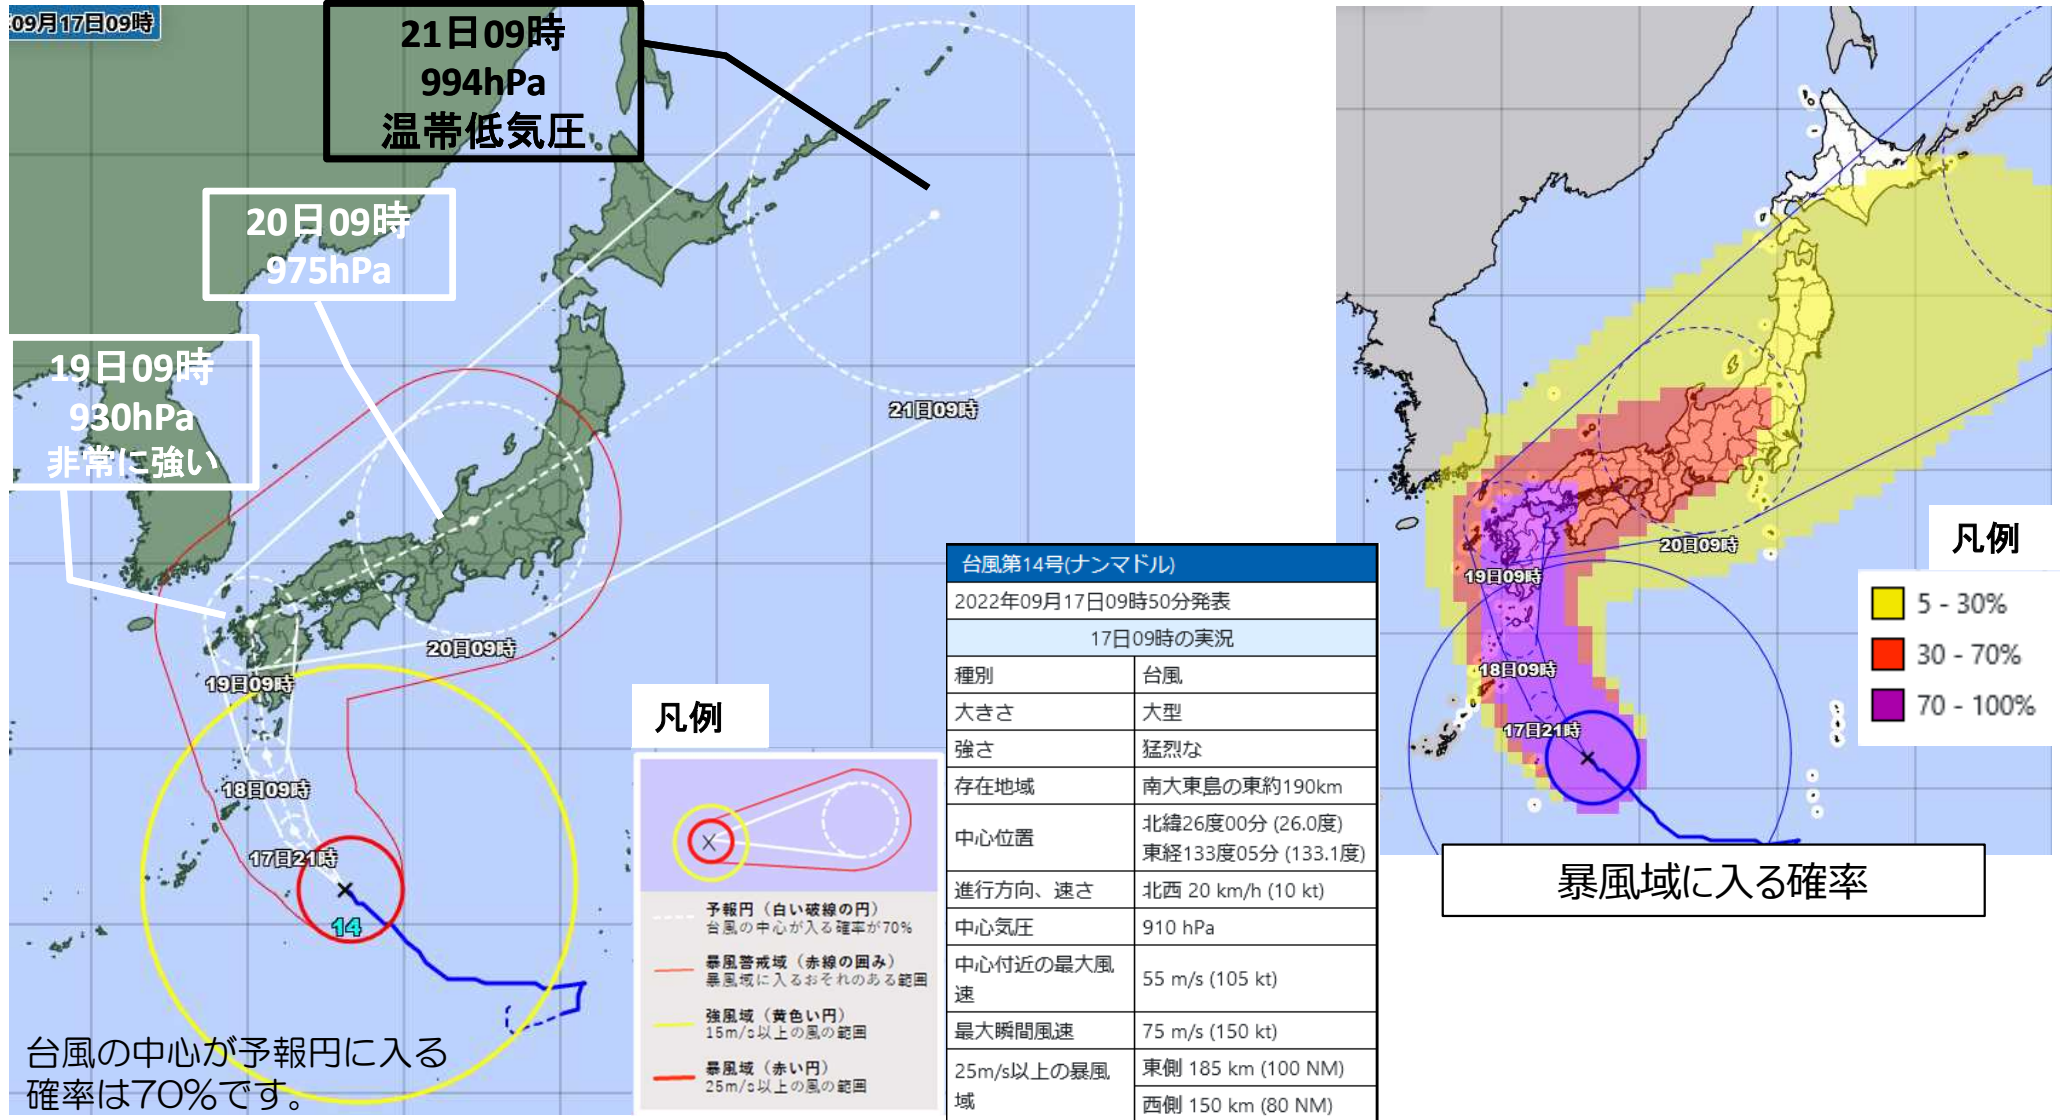 09月17日09時
21日09時
994hPa
温帯低気圧
20日09時
975hPa
19日09時
930hPa
非常に強い
21日09時
20日09時
19日09時
18日09時
17日21時
14
台風の中心が予報円に入る
確率は70%です。
凡例
予報円（白い破線の円）
台風の中心が入る確率が70%
暴風警戒域（赤線の囲み）
暴風域に入るおそれのある範囲
強風域（黄色い円）
15m/s以上の風の範囲
暴風域（赤い円）
25m/s以上の風の範囲
台風第14号(ナンマドル)
2022年09月17日09時50分発表
17日09時の実況
種別 台風
大きさ 大型
強さ 猛烈な
存在地域 南大東島の東約190km
中心位置 北緯26度00分 (26.0度)
東経133度05分 (133.1度)
進行方向、速さ 北西 20 km/h (10 kt)
中心気圧 910 hPa
中心付近の最大風
速 55 m/s (105 kt)
最大瞬間風速 75 m/s (150 kt)
25m/s以上の暴風
域 東側 185 km (100 NM)
西側 150 km (80 NM)
20日09時
19日09時
18日09時
17日21時
凡例
5 - 30%
30 - 70%
70 - 100%
暴風域に入る確率